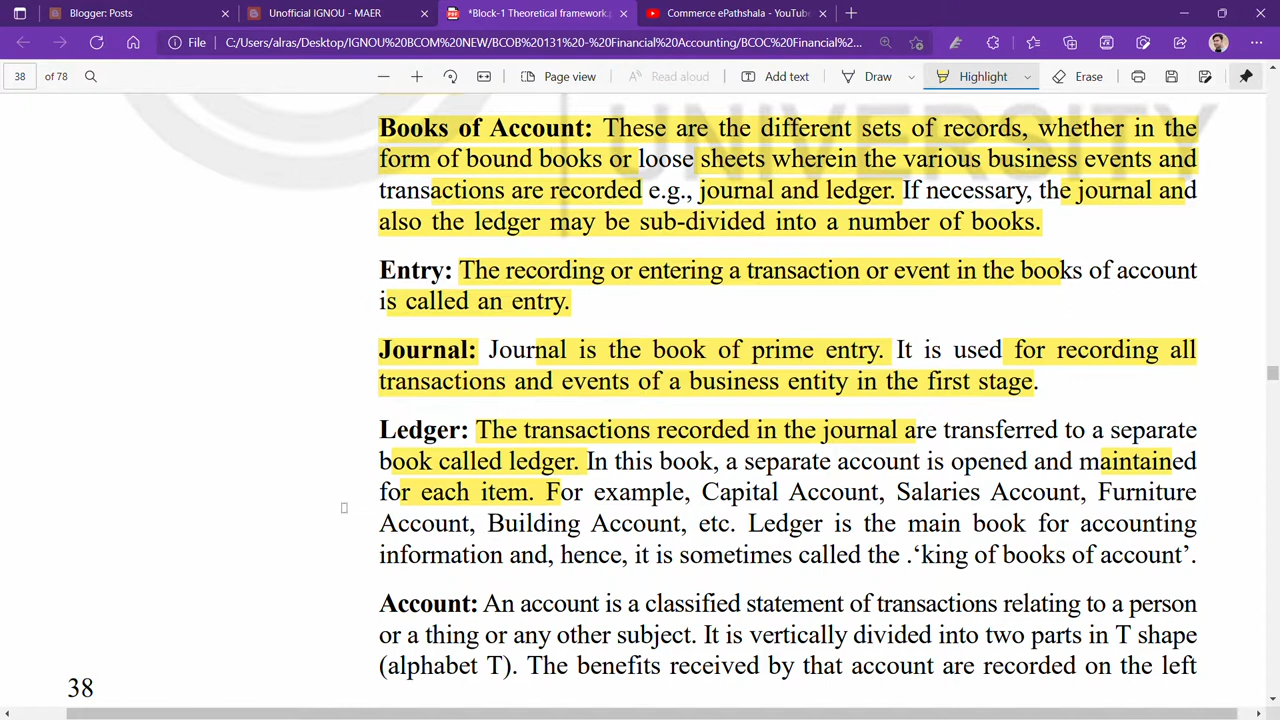 Blogger: Posts
Unofficial IGNOU - MAER
*Block-1 Theoretical framework.
Commerce ePathshala - YouTub
File C:/Users/alras/Desktop/IGNOU%20BCOM%20NEW/BCOB%20131%20-%20Financial%20Accounting/BCOC%20Financial%2...
38 of 78
Page view
Read aloud
Add text
Draw
Highlight
Erase
UNIVERSITY
Books of Account: These are the different sets of records, whether in the
form of bound books or loose sheets wherein the various business events and
transactions are recorded e.g., journal and ledger. If necessary, the journal and
also the ledger may be sub-divided into a number of books.
Entry: The recording or entering a transaction or event in the books of account
is called an entry.
Journal: Journal is the book of prime entry. It is used for recording all
transactions and events of a business entity in the first stage.
Ledger: The transactions recorded in the journal are transferred to a separate
book called ledger. In this book, a separate account is opened and maintained
for each item. For example, Capital Account, Salaries Account, Furniture
Account, Building Account, etc. Ledger is the main book for accounting
information and, hence, it is sometimes called the .‘king of books of account’.
Account: An account is a classified statement of transactions relating to a person
or a thing or any other subject. It is vertically divided into two parts in T shape
(alphabet T). The benefits received by that account are recorded on the left
38